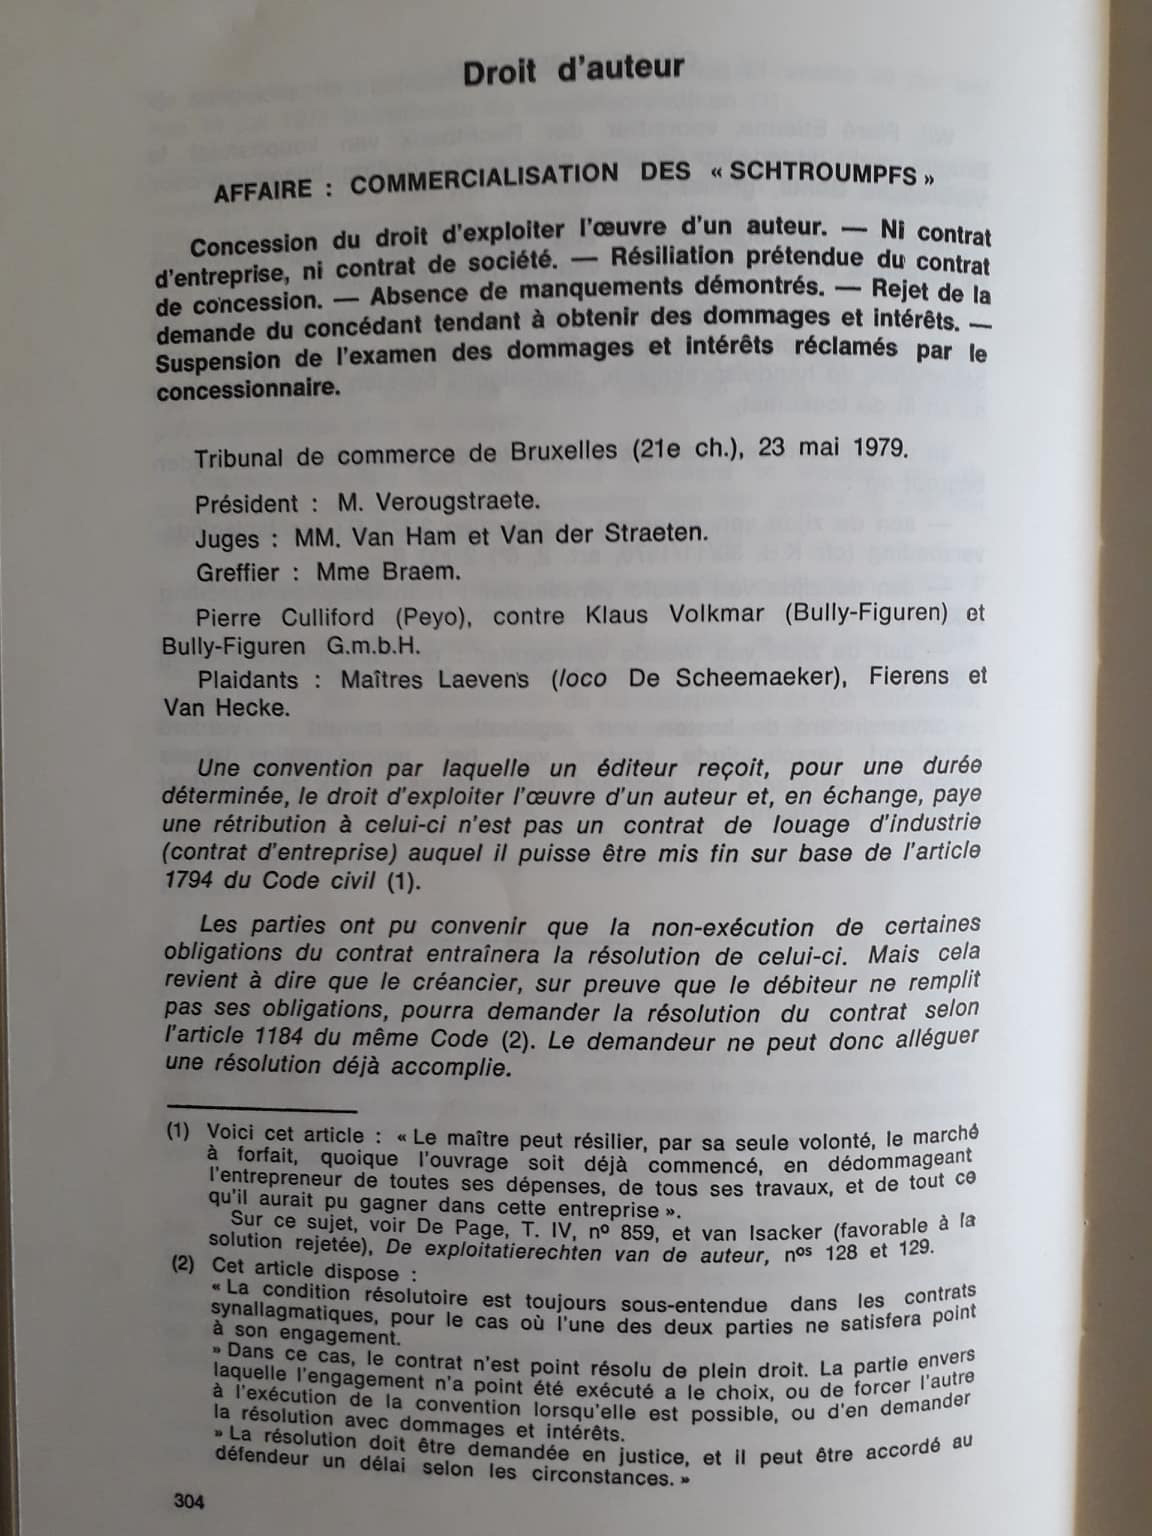 Droit d'auteur
AFFAIRE : COMMERCIALISATION DES « SCHTROUMPFS »
Concession du droit d'exploiter l'œuvre d'un auteur. — Ni contrat
d'entreprise, ni contrat de société. — Résiliation prétendue du contrat
de concession. — Absence de manquements démontrés. — Rejet de la
demande du concédant tendant à obtenir des dommages et intérêts. —
Suspension de l'examen des dommages et intérêts réclamés par le
concessionnaire.
Tribunal de commerce de Bruxelles (21e ch.), 23 mai 1979.
Président : M. Verougstraete.
Juges : MM. Van Ham et Van der Straeten.
Greffier : Mme Braem.
Pierre Culliford (Peyo), contre Klaus Volkmar (Bully-Figuren) et
Bully-Figuren G.m.b.H.
Plaidants : Maîtres Laevens (loco De Scheemaeker), Fierens et
Van Hecke.
Une convention par laquelle un éditeur reçoit, pour une durée
déterminée, le droit d'exploiter l'œuvre d'un auteur et, en échange, paye
une rétribution à celui-ci n'est pas un contrat de louage d'industrie
(contrat d'entreprise) auquel il puisse être mis fin sur base de l'article
1794 du Code civil (1).
Les parties ont pu convenir que la non-exécution de certaines
obligations du contrat entraînera la résolution de celui-ci. Mais cela
revient à dire que le créancier, sur preuve que le débiteur ne remplit
pas ses obligations, pourra demander la résolution du contrat selon
l'article 1184 du même Code (2). Le demandeur ne peut donc alléguer
une résolution déjà accomplie.
(1) Voici cet article : « Le maître peut résilier, par sa seule volonté, le marché
à forfait, quoique l'ouvrage soit déjà commencé, en dédommageant
l'entrepreneur de toutes ses dépenses, de tous ses travaux, et de tout ce
qu'il aurait pu gagner dans cette entreprise ».
Sur ce sujet, voir De Page, T. IV, nº 859, et van Isacker (favorable à la
solution rejetée), De exploitatierechten van de auteur, nos 128 et 129.
(2) Cet article dispose :
« La condition résolutoire est toujours sous-entendue dans les contrats
synallagmatiques, pour le cas où l'une des deux parties ne satisfera point
à son engagement.
» Dans ce cas, le contrat n'est point résolu de plein droit. La partie envers
laquelle l'engagement n'a point été exécuté a le choix, ou de forcer l'autre
à l'exécution de la convention lorsqu'elle est possible, ou d'en demander
la résolution avec dommages et intérêts.
» La résolution doit être demandée en justice, et il peut être accordé au
défendeur un délai selon les circonstances. »
304